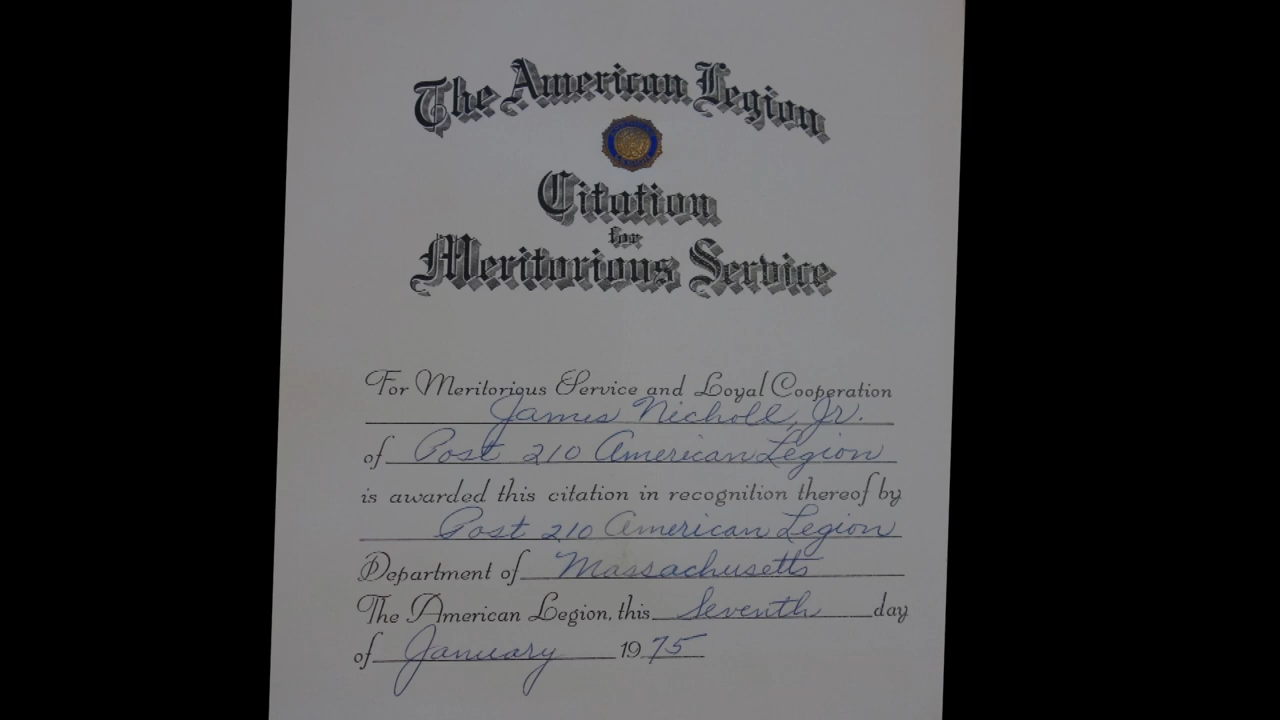 The American Legion
Citation
for
Meritorious Service
For Meritorious Service and Loyal Cooperation
James Nicholl, Jr.
of Post 210 American Legion
is awarded this citation in recognition thereof by
Post 210 American Legion
Department of Massachusetts
The American Legion, this Seventh day
of January 1975